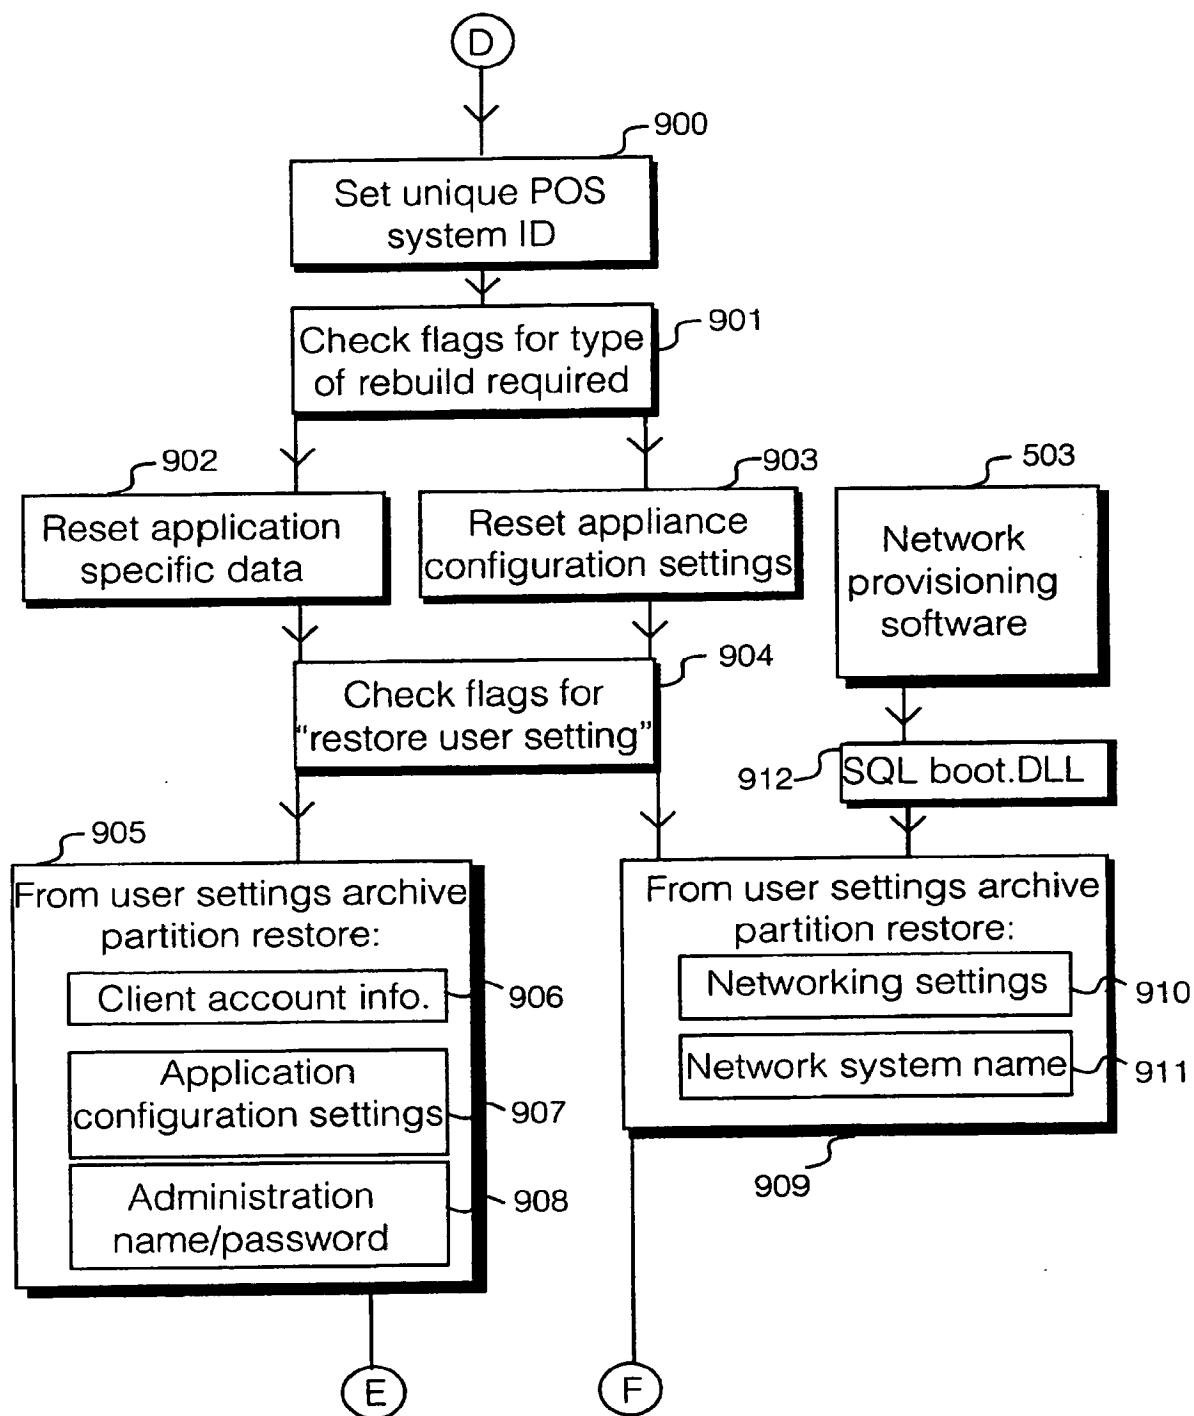 D
900
Set unique POS
system ID
901
Check flags for type
of rebuild required
902
Reset application
specific data
903
Reset appliance
configuration settings
503
Network
provisioning
software
904
Check flags for
“restore user setting”
912
SQL boot.DLL
905
From user settings archive
partition restore:
Client account info.
906
Application
configuration settings
907
Administration
name/password
908
From user settings archive
partition restore:
Networking settings
910
Network system name
911
909
E
F